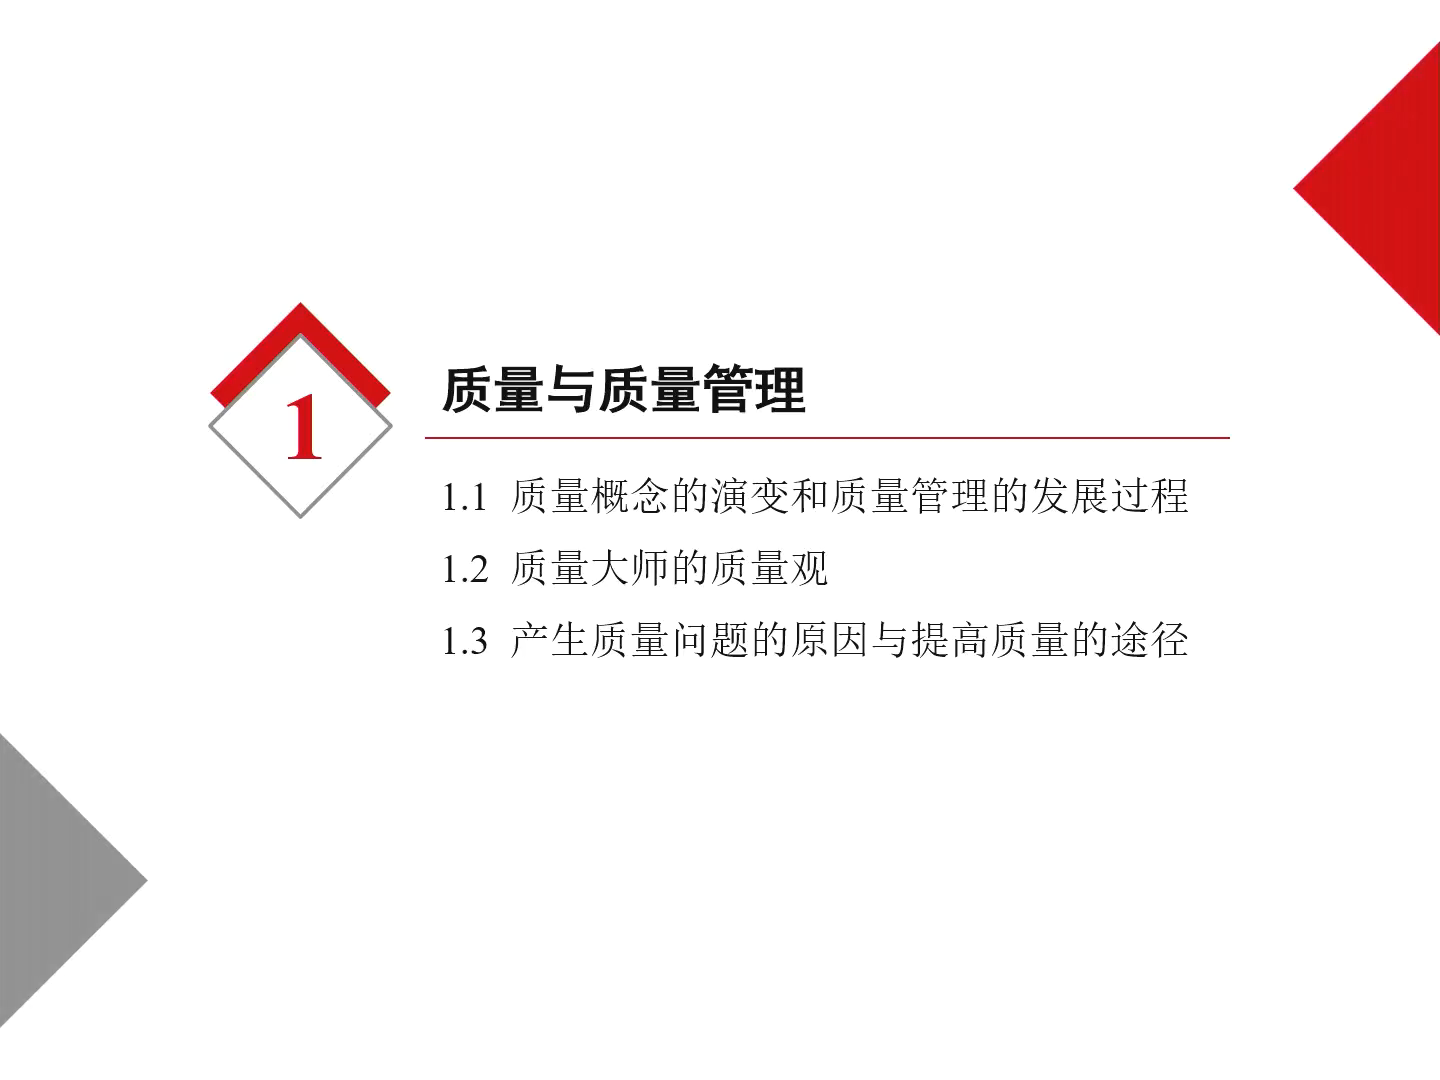 1
质量与质量管理
1.1 质量概念的演变和质量管理的发展过程
1.2 质量大师的质量观
1.3 产生质量问题的原因与提高质量的途径